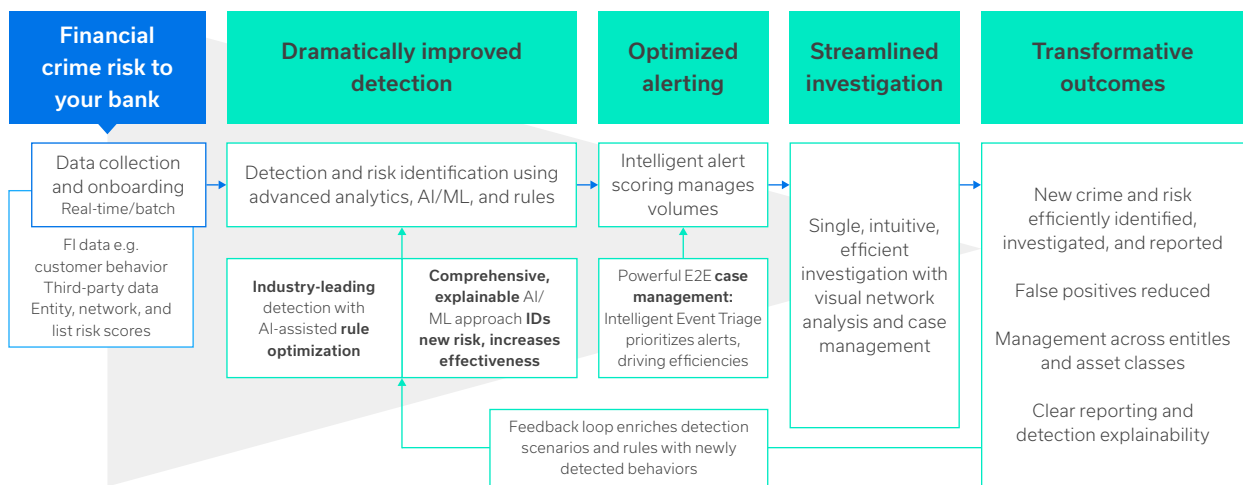 Financial
crime risk to
your bank
Dramatically improved
detection
Optimized
alerting
Streamlined
investigation
Transformative
outcomes
Data collection
and onboarding
Real-time/batch
FI data e.g.
customer behavior
Third-party data
Entity, network, and
list risk scores
Detection and risk identification using
advanced analytics, AI/ML, and rules
Industry-leading
detection with
AI-assisted rule
optimization
Comprehensive,
explainable AI/
ML approach IDs
new risk, increases
effectiveness
Intelligent alert
scoring manages
volumes
Powerful E2E case
management:
Intelligent Event Triage
prioritizes alerts,
driving efficiencies
Single, intuitive,
efficient
investigation with
visual network
analysis and case
management
New crime and risk
efficiently identified,
investigated, and reported
False positives reduced
Management across entities
and asset classes
Clear reporting and
detection explainability
Feedback loop enriches detection
scenarios and rules with newly
detected behaviors